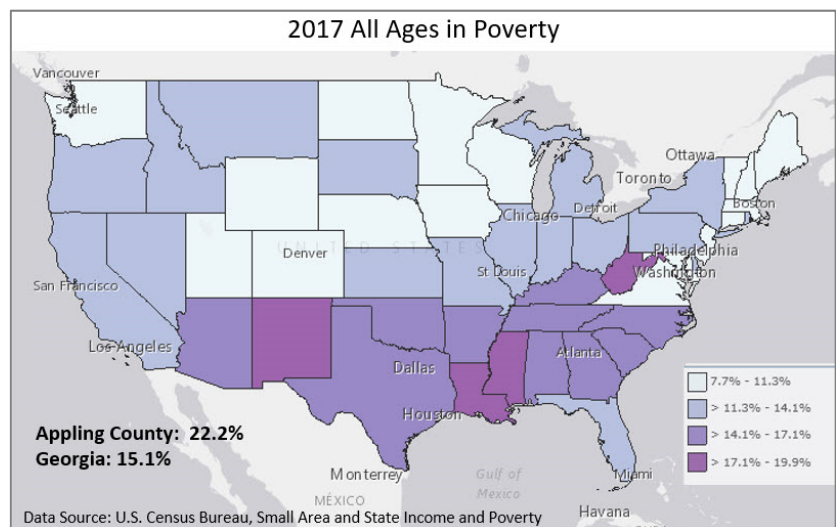 2017 All Ages in Poverty
Vancouver
Seattle
Ottawa
Toronto
Boston
Detroit
Chicago
Philadelphia
UNITED STATES
Denver
St Louis
Washington
San Francisco
Los Angeles
Atlanta
Dallas
7.7% - 11.3%
> 11.3% - 14.1%
> 14.1% - 17.1%
> 17.1% - 19.9%
Houston
Appling County: 22.2%
Georgia: 15.1%
Monterrey
Gulf of
Mexico
Miami
MÉXICO
Havana
Data Source: U.S. Census Bureau, Small Area and State Income and Poverty